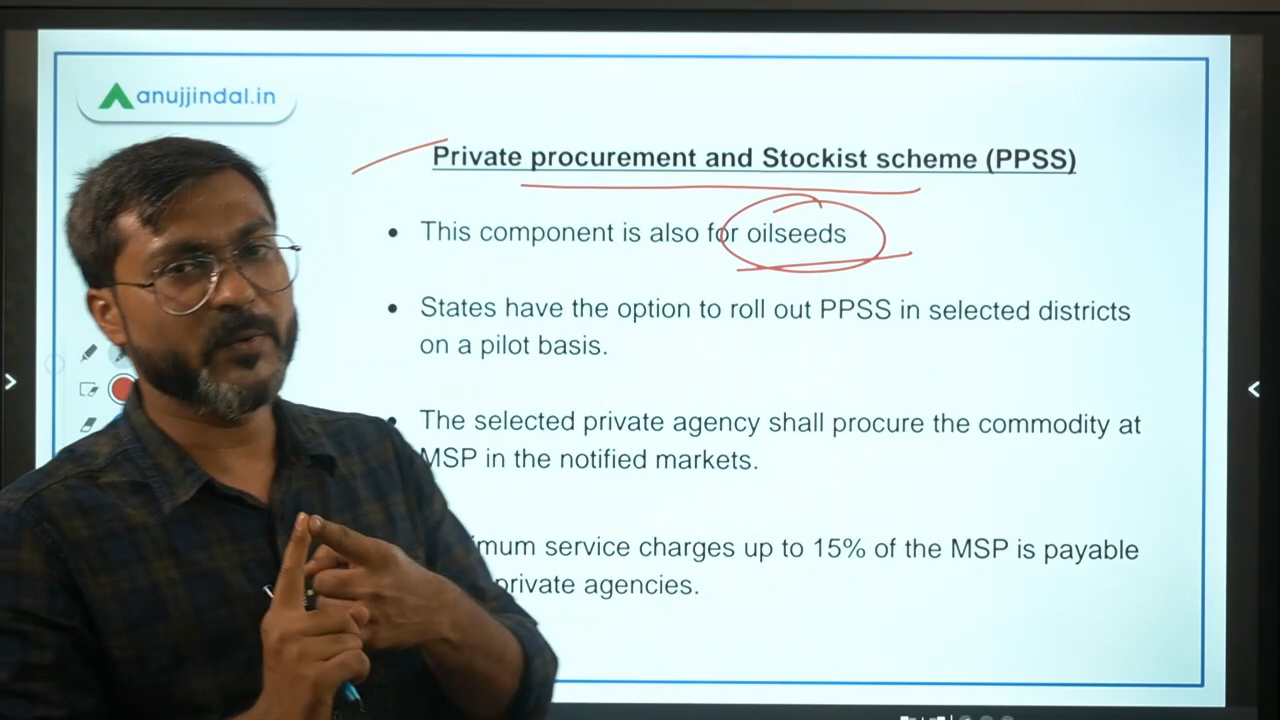 anujjindal.in
Private procurement and Stockist scheme (PPSS)
• This component is also for oilseeds
• States have the option to roll out PPSS in selected districts
on a pilot basis.
• The selected private agency shall procure the commodity at
MSP in the notified markets.
mum service charges up to 15% of the MSP is payable
private agencies.